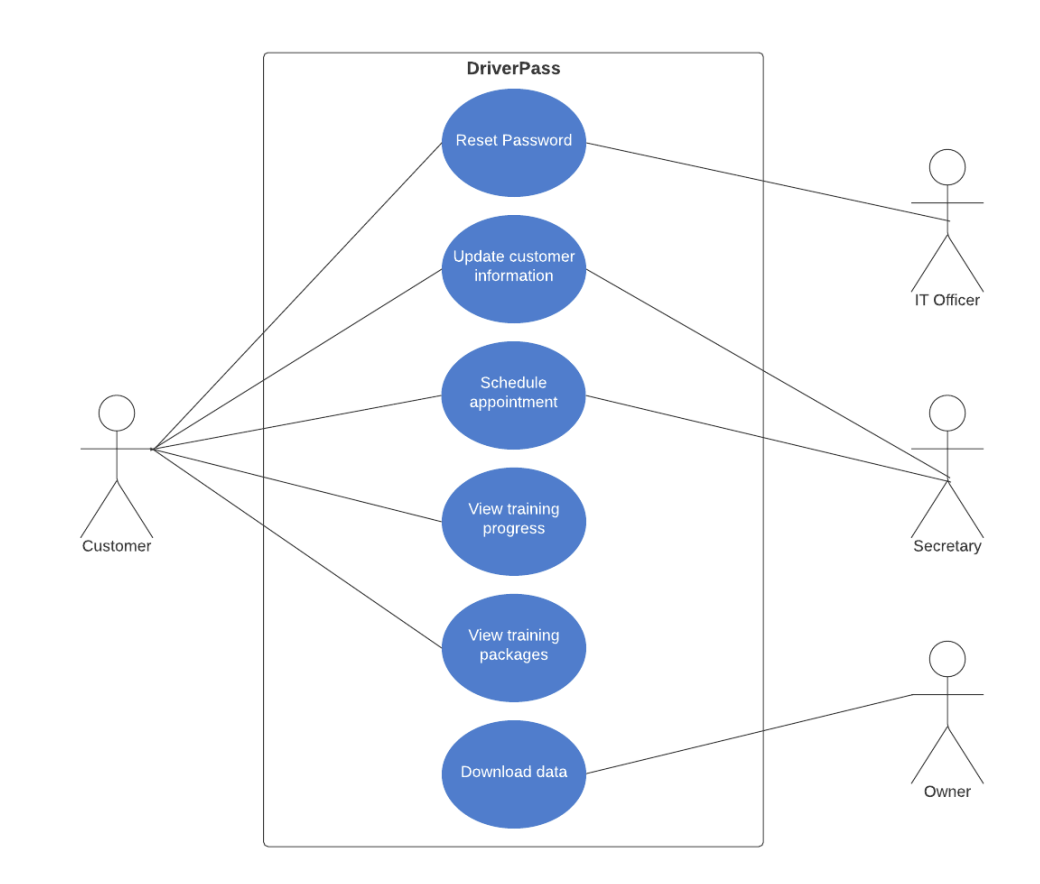 DriverPass
Reset Password
Update customer
information
Schedule
appointment
View training
progress
View training
packages
Download data
Customer
IT Officer
Secretary
Owner